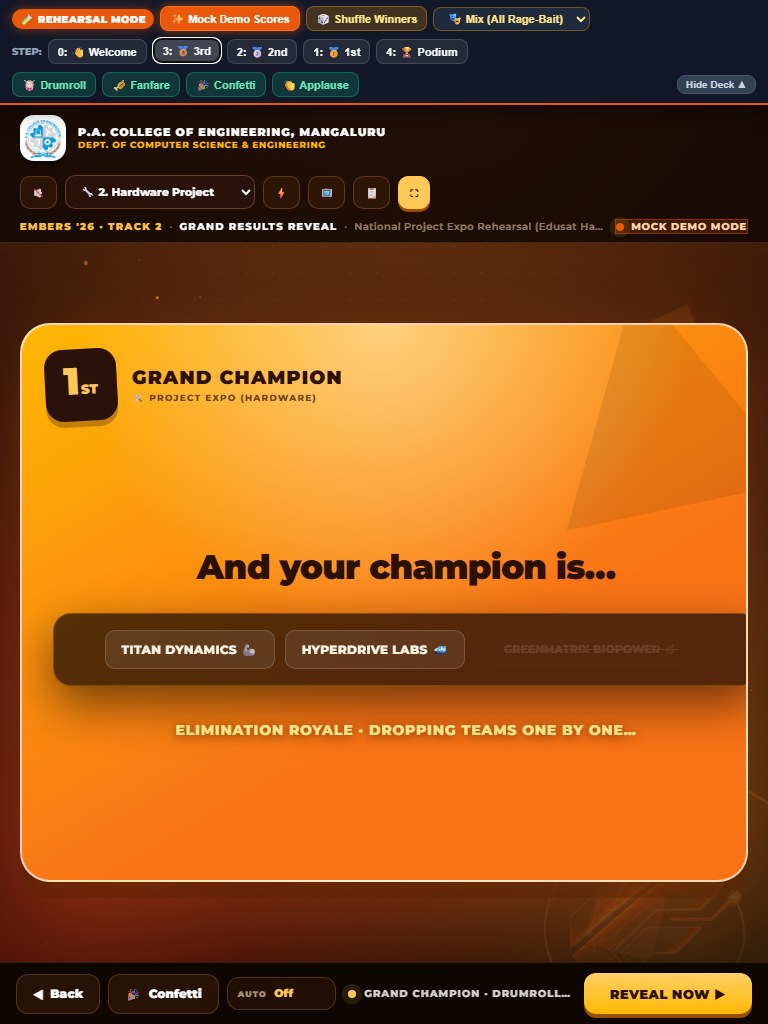 🧪 REHEARSAL MODE ✨ Mock Demo Scores 🎲 Shuffle Winners 🎭 Mix (All Rage-Bait)
STEP: 0: 👋 Welcome 3: 🥉 3rd 2: 🥈 2nd 1: 🥇 1st 4: 🏆 Podium
🥁 Drumroll 🎺 Fanfare 🎉 Confetti 👏 Applause Hide Deck ▲
P.A. COLLEGE OF ENGINEERING, MANGALURU
DEPT. OF COMPUTER SCIENCE & ENGINEERING
🔧 2. Hardware Project
EMBERS '26 • TRACK 2 · GRAND RESULTS REVEAL · National Project Expo Rehearsal (Edusat Ha... MOCK DEMO MODE
1ST GRAND CHAMPION
🛠️ PROJECT EXPO (HARDWARE)
And your champion is...
TITAN DYNAMICS 🦾 HYPERDRIVE LABS 🚅 GREENMATRIX BIOPOWER
ELIMINATION ROYALE • DROPPING TEAMS ONE BY ONE...
◀ Back 🎉 Confetti AUTO Off GRAND CHAMPION · DRUMROLL... REVEAL NOW ▶